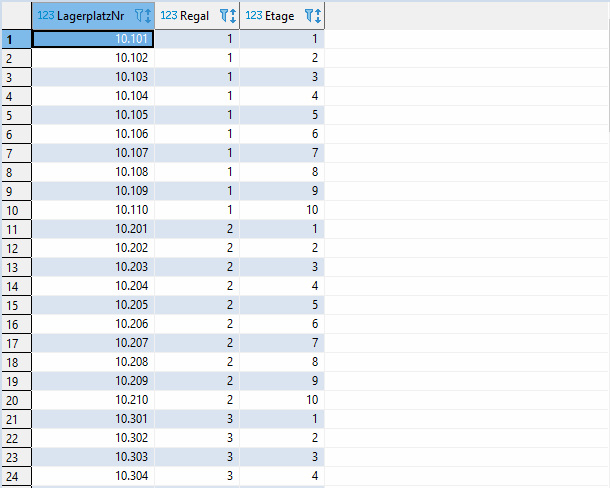 123 LagerplatzNr 123 Regal 123 Etage
1 10.101 1 1
2 10.102 1 2
3 10.103 1 3
4 10.104 1 4
5 10.105 1 5
6 10.106 1 6
7 10.107 1 7
8 10.108 1 8
9 10.109 1 9
10 10.110 1 10
11 10.201 2 1
12 10.202 2 2
13 10.203 2 3
14 10.204 2 4
15 10.205 2 5
16 10.206 2 6
17 10.207 2 7
18 10.208 2 8
19 10.209 2 9
20 10.210 2 10
21 10.301 3 1
22 10.302 3 2
23 10.303 3 3
24 10.304 3 4